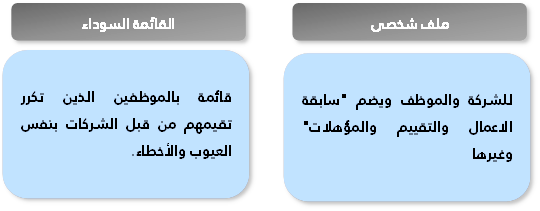 ملف شخصى
للشركة والموظف ويضم "سابقة
الاعمال والتقييم والمؤهلات"
وغيرها
القائمة السوداء
قائمة بالموظفين الذين تكرر
تقيمهم من قبل الشركات بنفس
العيوب والأخطاء.